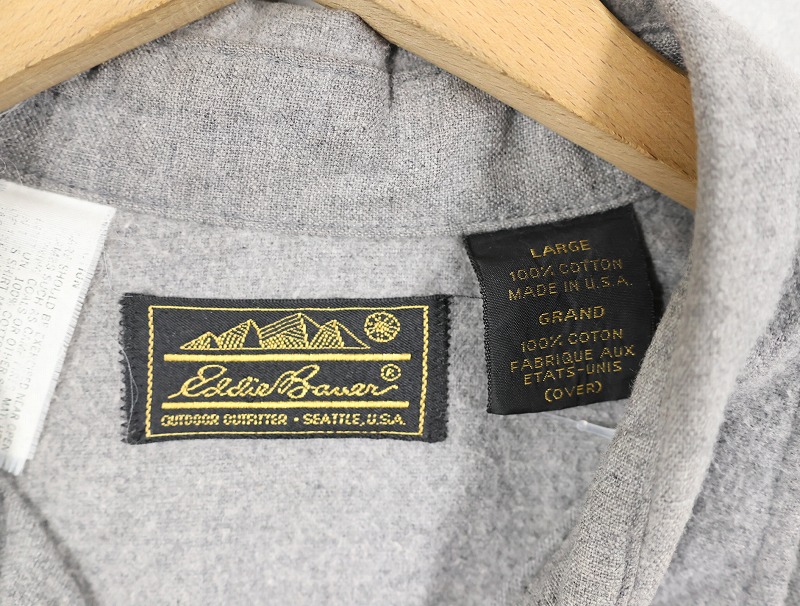 Eddie Bauer®
OUTDOOR OUTFITTER • SEATTLE, U.S.A.
LARGE
100% COTTON
MADE IN U.S.A.
GRAND
100% COTON
FABRIQUE AUX
ETATS-UNIS
(OVER)